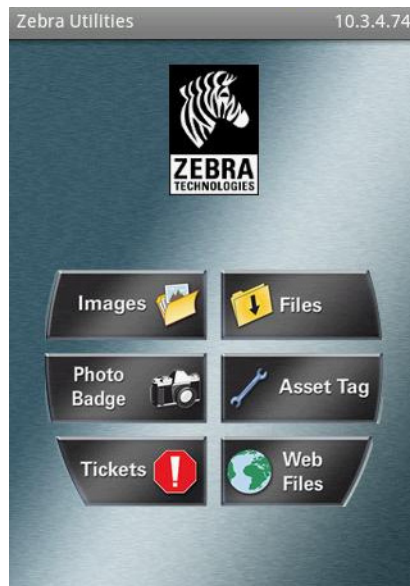 Zebra Utilities 10.3.4.74
ZEBRA
TECHNOLOGIES
Images
Files
Photo
Badge
Asset Tag
Tickets
Web
Files